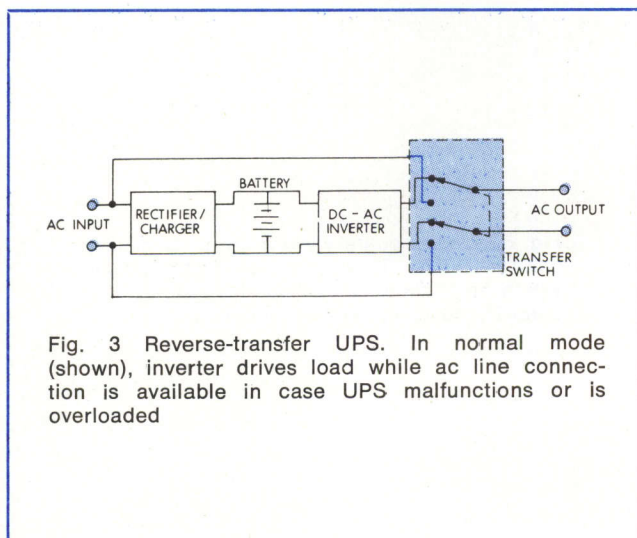 BATTERY
AC INPUT
RECTIFIER/
CHARGER
DC - AC
INVERTER
AC OUTPUT
TRANSFER
SWITCH
Fig. 3 Reverse-transfer UPS. In normal mode
(shown), inverter drives load while ac line connec-
tion is available in case UPS malfunctions or is
overloaded